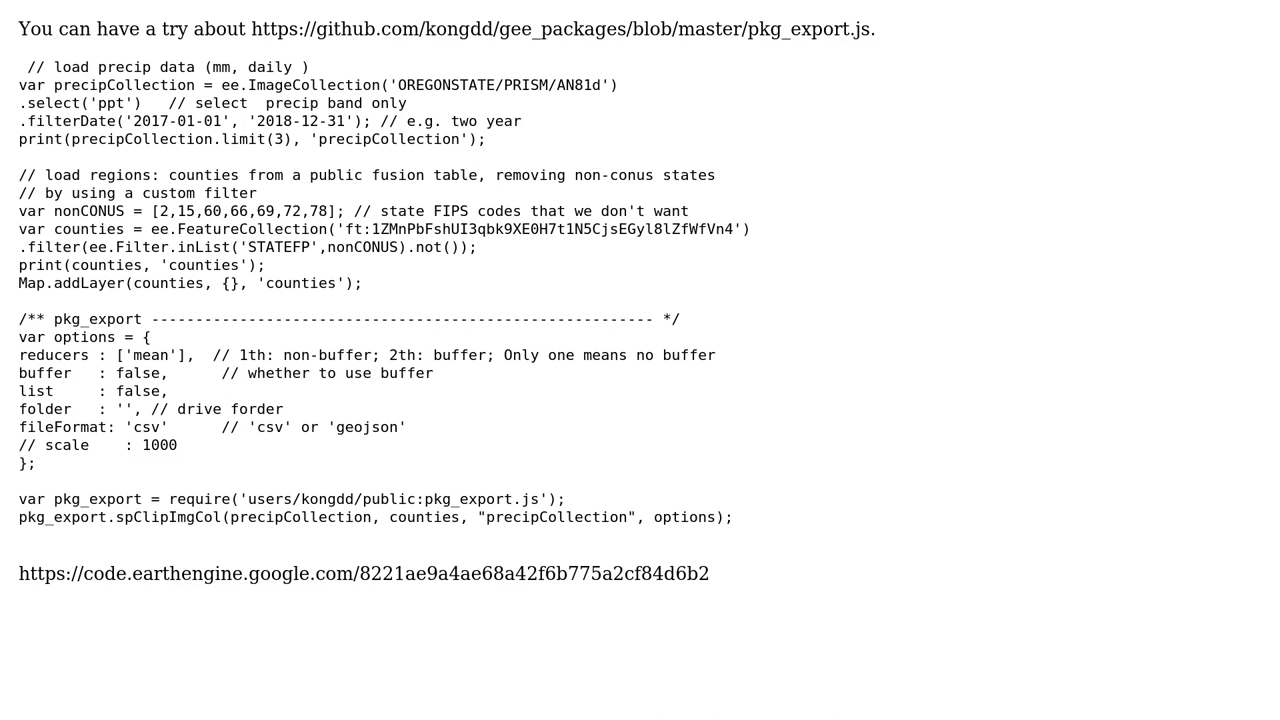 You can have a try about https://github.com/kongdd/gee_packages/blob/master/pkg_export.js.
// load precip data (mm, daily )
var precipCollection = ee.ImageCollection('OREGONSTATE/PRISM/AN81d')
.select('ppt')   // select  precip band only
.filterDate('2017-01-01', '2018-12-31'); // e.g. two year
print(precipCollection.limit(3), 'precipCollection');
// load regions: counties from a public fusion table, removing non-conus states
// by using a custom filter
var nonCONUS = [2,15,60,66,69,72,78]; // state FIPS codes that we don't want
var counties = ee.FeatureCollection('ft:1ZMnPbFshUI3qbk9XE0H7t1N5CjsEGyl8lZfWfVn4')
.filter(ee.Filter.inList('STATEFP',nonCONUS).not());
print(counties, 'counties');
Map.addLayer(counties, {}, 'counties');
/** pkg_export --------------------------------------------------------- */
var options = {
reducers : ['mean'],  // 1th: non-buffer; 2th: buffer; Only one means no buffer
buffer   : false,      // whether to use buffer
list     : false,
folder   : '', // drive forder
fileFormat: 'csv'      // 'csv' or 'geojson'
// scale    : 1000
};
var pkg_export = require('users/kongdd/public:pkg_export.js');
pkg_export.spClipImgCol(precipCollection, counties, "precipCollection", options);
https://code.earthengine.google.com/8221ae9a4ae68a42f6b775a2cf84d6b2